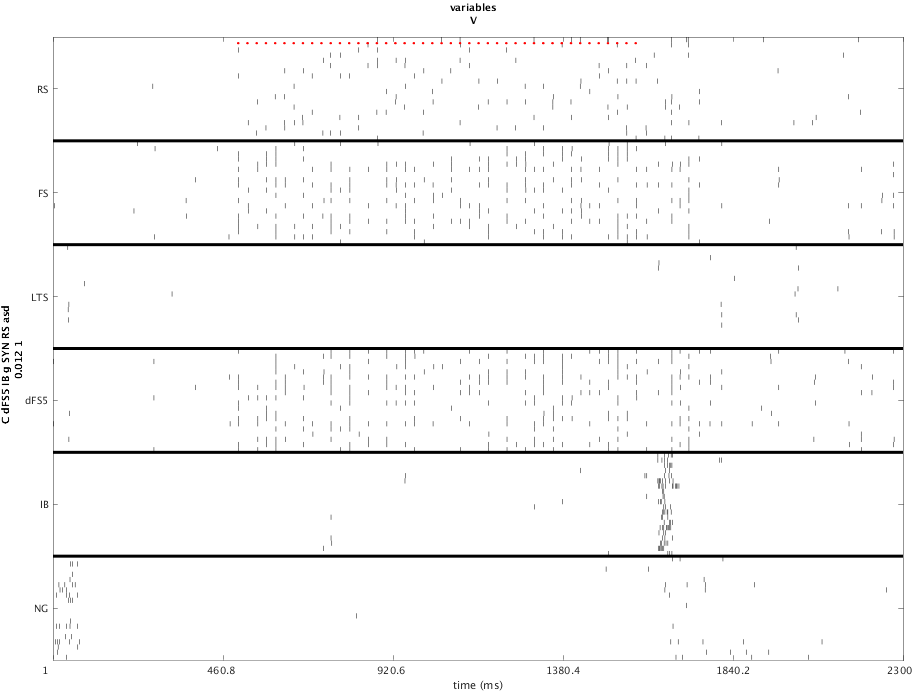 variables
V
RS
FS
LTS
dFS5
IB
NG
C dFS5 IB g SYN RS asd
0.012 1
1
460.8
920.6
1380.4
1840.2
2300
time (ms)